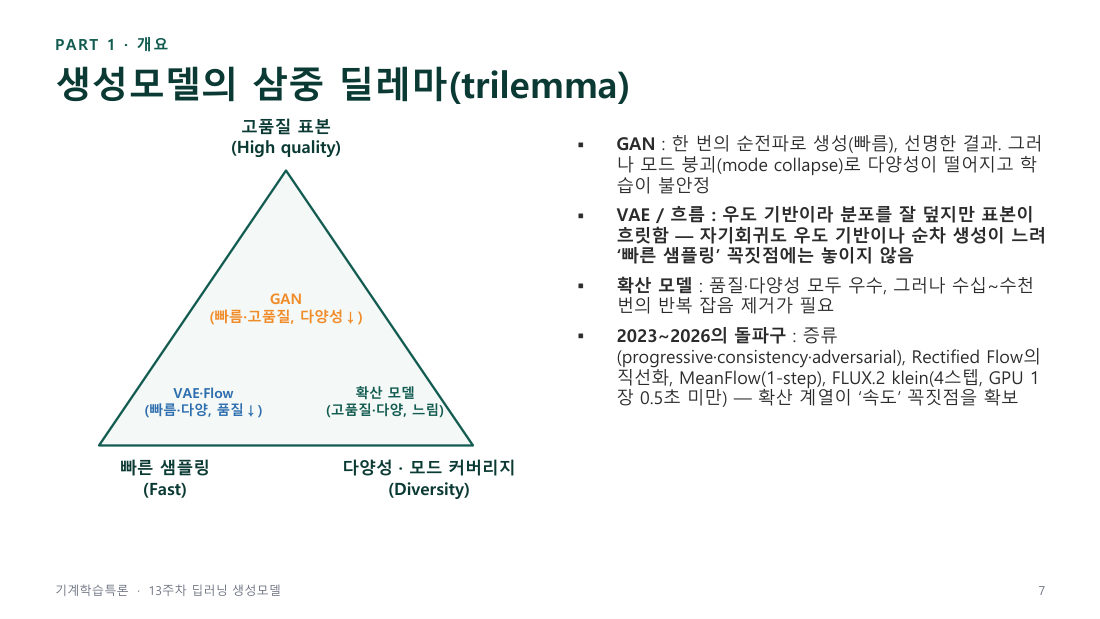 PART 1 · 개요
생성모델의 삼중 딜레마(trilemma)
고품질 표본
(High quality)
GAN
(빠름·고품질, 다양성↓)
VAE·Flow
(빠름·다양, 품질↓)
확산 모델
(고품질·다양, 느림)
빠른 샘플링
(Fast)
다양성 · 모드 커버리지
(Diversity)
▪ GAN : 한 번의 순전파로 생성(빠름), 선명한 결과. 그러
나 모드 붕괴(mode collapse)로 다양성이 떨어지고 학
습이 불안정
▪ VAE / 흐름 : 우도 기반이라 분포를 잘 덮지만 표본이
흐릿함 — 자기회귀도 우도 기반이나 순차 생성이 느려
‘빠른 샘플링’ 꼭짓점에는 놓이지 않음
▪ 확산 모델 : 품질·다양성 모두 우수, 그러나 수십~수천
번의 반복 잡음 제거가 필요
▪ 2023~2026의 돌파구 : 증류
(progressive·consistency·adversarial), Rectified Flow의
직선화, MeanFlow(1-step), FLUX.2 klein(4스텝, GPU 1
장 0.5초 미만) — 확산 계열이 ‘속도’ 꼭짓점을 확보
기계학습특론 · 13주차 딥러닝 생성모델
7